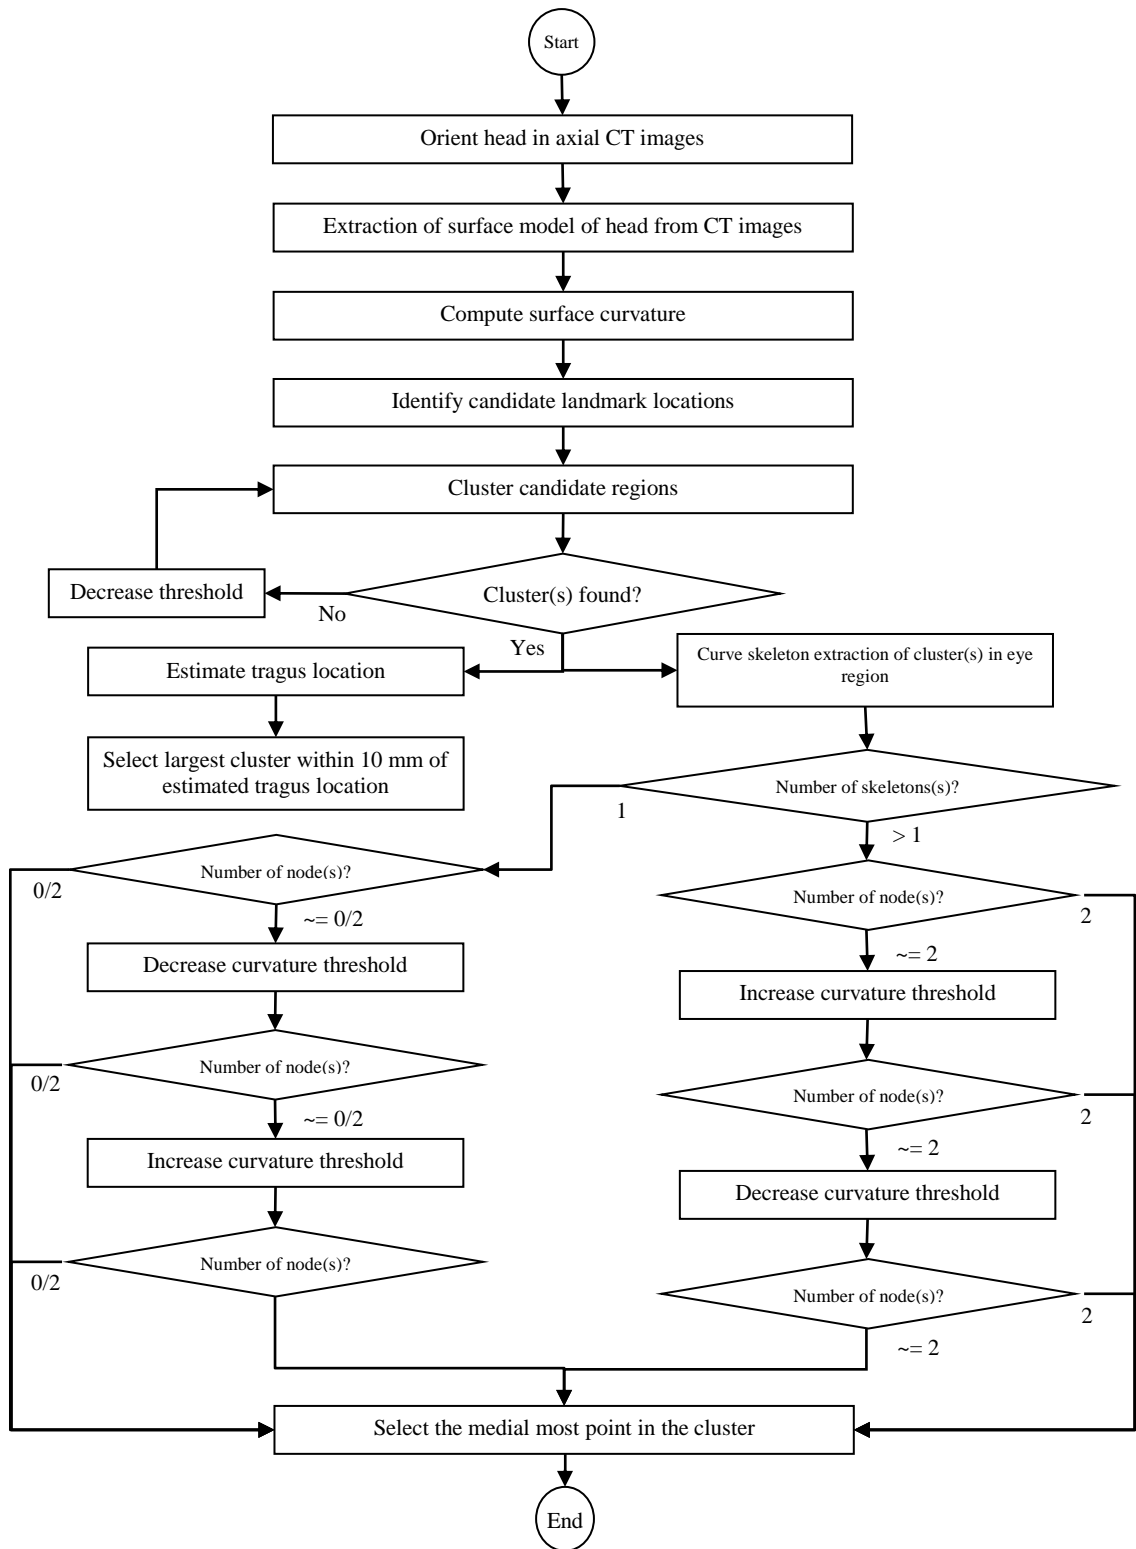 Start
Orient head in axial CT images
Extraction of surface model of head from CT images
Compute surface curvature
Identify candidate landmark locations
Cluster candidate regions
Decrease threshold
Cluster(s) found?
No
Yes
Estimate tragus location
Curve skeleton extraction of cluster(s) in eye
region
Select largest cluster within 10 mm of
estimated tragus location
Number of skeletons(s)?
1
> 1
Number of node(s)?
0/2
~= 0/2
Number of node(s)?
2
~= 2
Decrease curvature threshold
Increase curvature threshold
Number of node(s)?
0/2
~= 0/2
Number of node(s)?
2
~= 2
Increase curvature threshold
Decrease curvature threshold
Number of node(s)?
0/2
Number of node(s)?
2
~= 2
Select the medial most point in the cluster
End